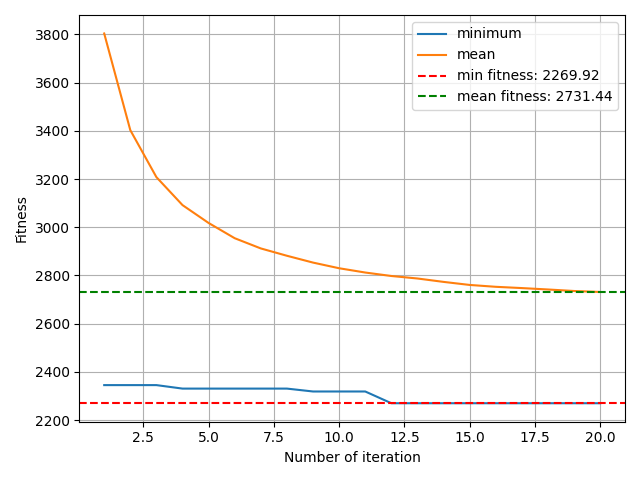 3800
3600
3400
3200
3000
2800
2600
2400
2200
Fitness
minimum
mean
min fitness: 2269.92
mean fitness: 2731.44
2.5 5.0 7.5 10.0 12.5 15.0 17.5 20.0
Number of iteration